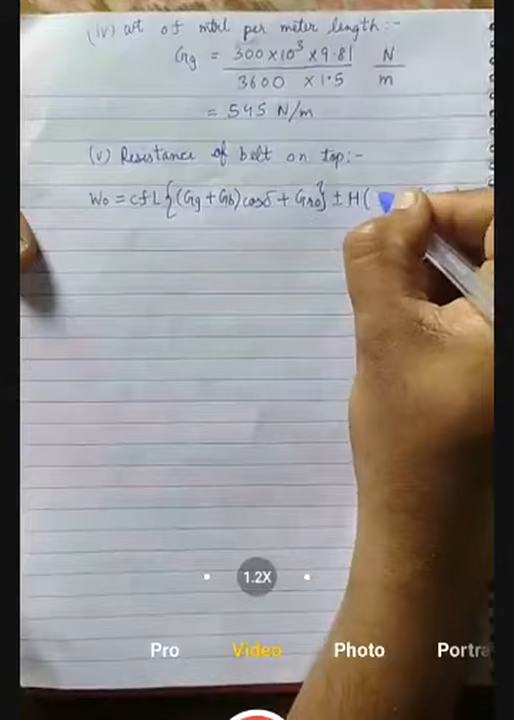 (iv) wt of mtrl per meter length:-
Gg = 300×10³×9.81 / 3600 ×1.5 N/m
= 545 N/m
(v) Resistance of belt on top:-
Wo = cfL{(Gg+Gb)cosδ+Gro} ± H(
1.2X
Pro Video Photo Portra